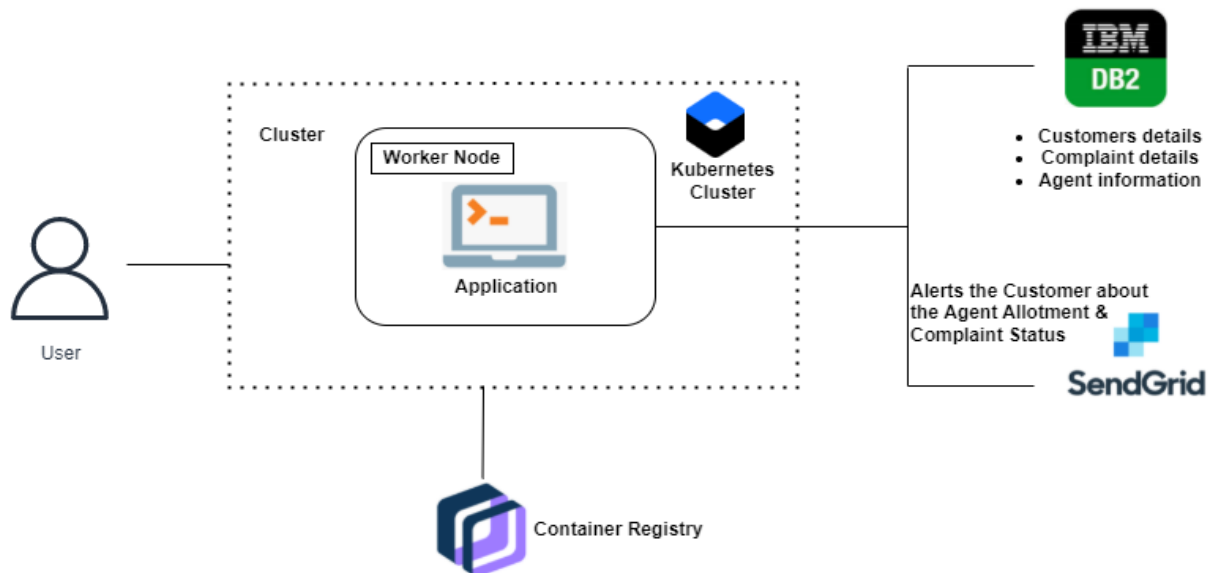 IBM
DB2
Customers details
Complaint details
Agent information
Cluster
Worker Node
Kubernetes
Cluster
Application
User
Alerts the Customer about
the Agent Allotment &
Complaint Status
SendGrid
Container Registry